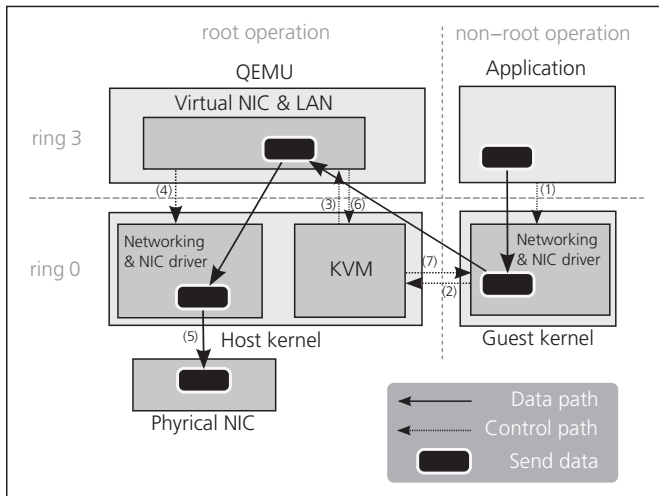 root operation
non–root operation
QEMU
Application
Virtual NIC & LAN
ring 3
(4)
(3)
(6)
(1)
Networking
& NIC driver
KVM
(7)
(2)
Networking
& NIC driver
ring 0
(5)
Host kernel
Guest kernel
Phyrical NIC
Data path
Control path
Send data